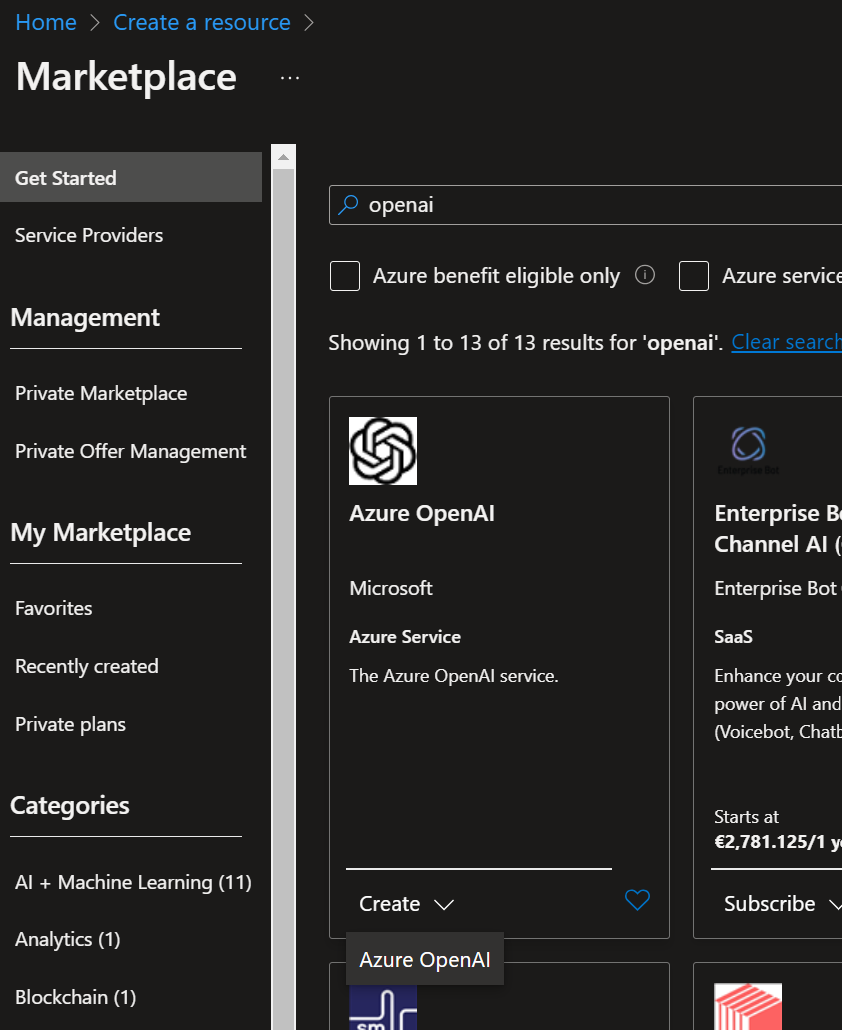 Home > Create a resource >
Marketplace ...
Get Started
Service Providers
Management
Private Marketplace
Private Offer Management
My Marketplace
Favorites
Recently created
Private plans
Categories
AI + Machine Learning (11)
Analytics (1)
Blockchain (1)
openai
Azure benefit eligible only
Azure service
Showing 1 to 13 of 13 results for 'openai'. Clear search
Azure OpenAI
Microsoft
Azure Service
The Azure OpenAI service.
Create
Azure OpenAI
Enterprise Bot
Enterprise Bo
Channel AI (
Enterprise Bot
SaaS
Enhance your co
power of AI and
(Voicebot, Chatb
Starts at
€2,781.125/1 y
Subscribe
sm